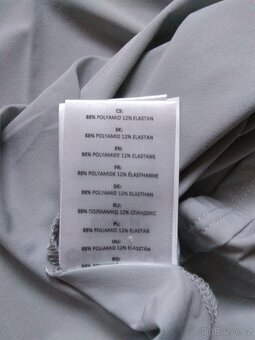 CS:
88% POLYAMID 12% ELASTAN
SK:
88% POLYAMID 12% ELASTAN
EN:
88% POLYAMIDE 12% ELASTANE
FR:
88% POLYAMIDE 12% ÉLASTHANNE
DE:
88% POLYAMID 12% ELASTHAN
RU:
88% ПОЛИАМИД 12% СПАНДЕКС
PL:
88% POLIAMID 12% ELASTAN
HU:
88% POLIAMID 12% ELASZTÁN
RO: